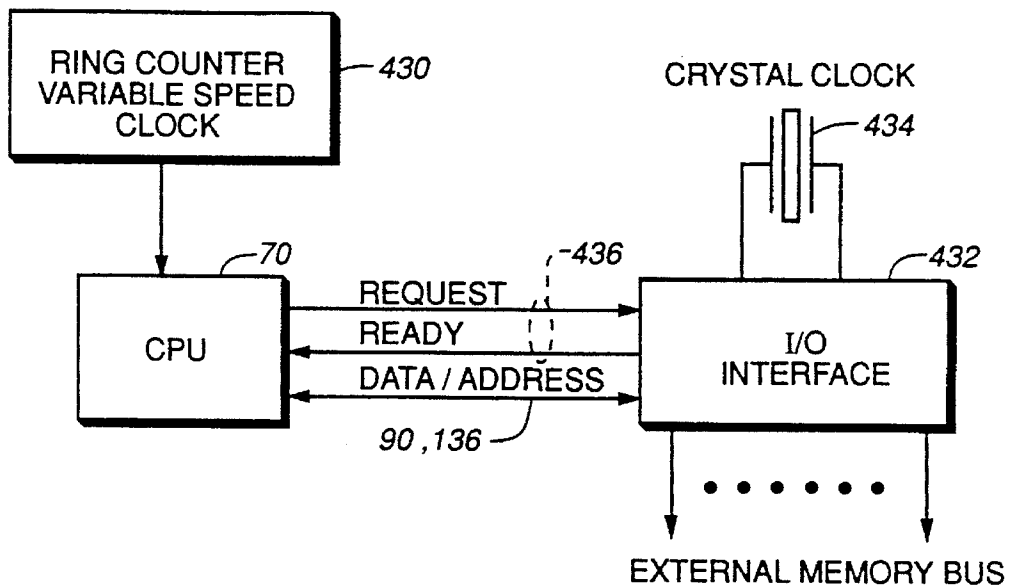 RING COUNTER
VARIABLE SPEED
CLOCK
430
CRYSTAL CLOCK
434
70
436
432
CPU
REQUEST
READY
DATA / ADDRESS
I/O
INTERFACE
90 , 136
EXTERNAL MEMORY BUS